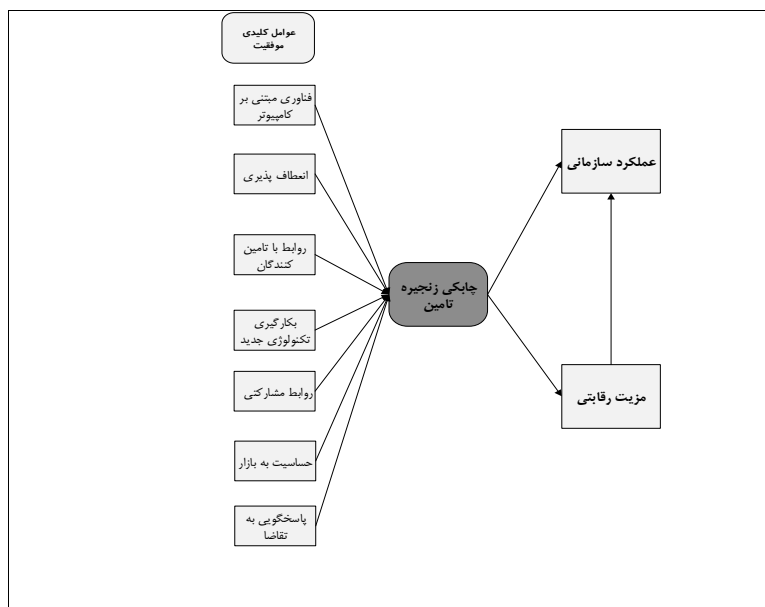 عوامل کلیدی
موفقیت
فناوری مبتنی بر
کامپیوتر
انعطاف پذیری
روابط با تامین
کنندگان
بکارگیری
تکنولوژی جدید
روابط مشارکتی
حساسیت به بازار
پاسخگویی به
تقاضا
چابکی زنجیره
تامین
عملکرد سازمانی
مزیت رقابتی